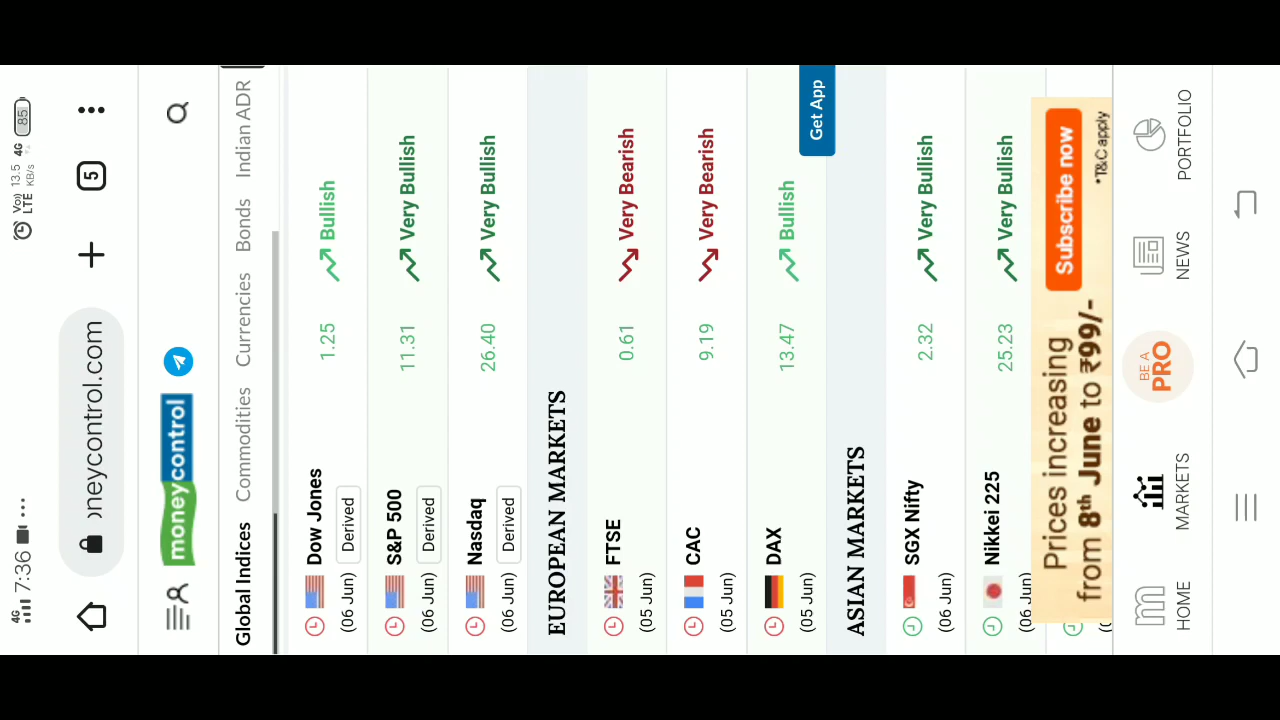 4G 7:36 ... Vo) LTE 13.5 KB/s 4G 85
oneycontrol.com 5
moneycontrol
Global Indices Commodities Currencies Bonds Indian ADR
Dow Jones 1.25 Bullish
(06 Jun) Derived
S&P 500 11.31 Very Bullish
(06 Jun) Derived
Nasdaq 26.40 Very Bullish
(06 Jun) Derived
EUROPEAN MARKETS
FTSE 0.61 Very Bearish
(05 Jun)
CAC 9.19 Very Bearish
(05 Jun)
DAX 13.47 Bullish
(05 Jun)
Get App
ASIAN MARKETS
SGX Nifty 2.32 Very Bullish
(06 Jun)
Nikkei 225 25.23 Very Bullish
(06 Jun)
Prices increasing
from 8th June to ₹99/-
Subscribe now
*T&C apply
m BE A PRO
HOME MARKETS NEWS PORTFOLIO